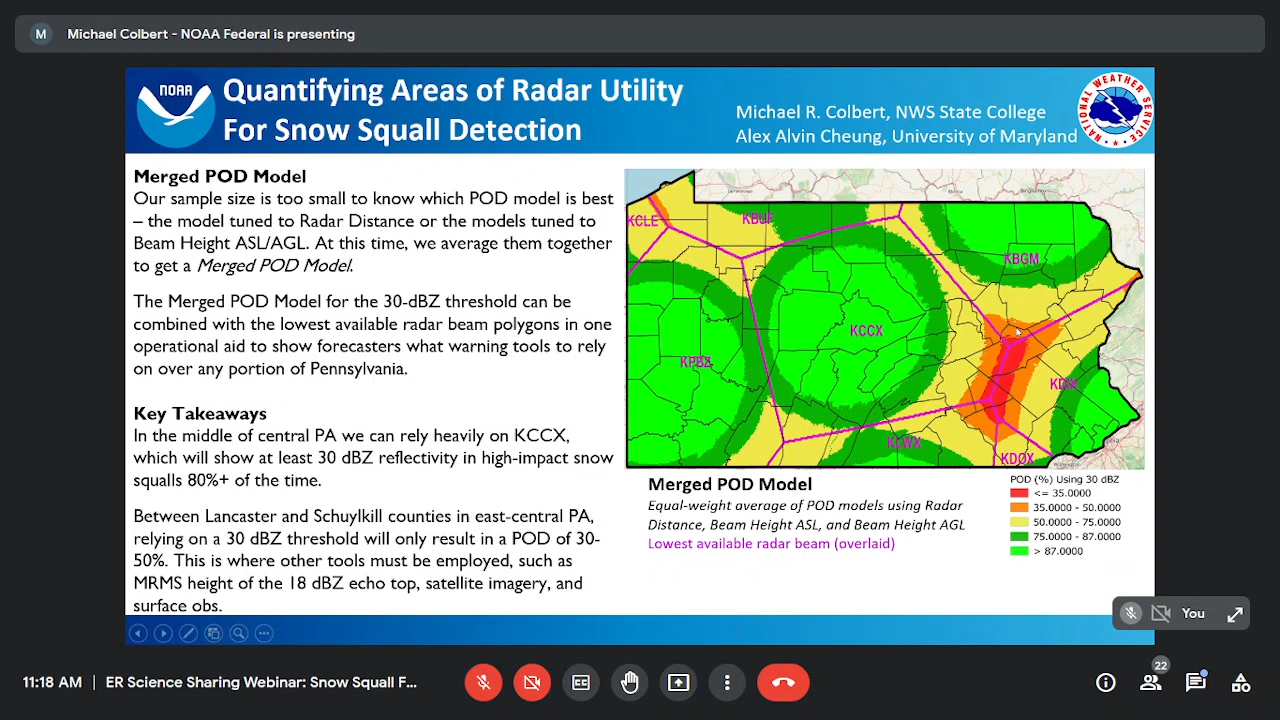 M
Michael Colbert - NOAA Federal is presenting
NOAA
Quantifying Areas of Radar Utility
For Snow Squall Detection
Michael R. Colbert, NWS State College
Alex Alvin Cheung, University of Maryland
NATIONAL WEATHER SERVICE
Merged POD Model
Our sample size is too small to know which POD model is best
– the model tuned to Radar Distance or the models tuned to
Beam Height ASL/AGL. At this time, we average them together
to get a Merged POD Model.
The Merged POD Model for the 30-dBZ threshold can be
combined with the lowest available radar beam polygons in one
operational aid to show forecasters what warning tools to rely
on over any portion of Pennsylvania.
Key Takeaways
In the middle of central PA we can rely heavily on KCCX,
which will show at least 30 dBZ reflectivity in high-impact snow
squalls 80%+ of the time.
Between Lancaster and Schuylkill counties in east-central PA,
relying on a 30 dBZ threshold will only result in a POD of 30-
50%. This is where other tools must be employed, such as
MRMS height of the 18 dBZ echo top, satellite imagery, and
surface obs.
KCLE
KBUF
KBGM
KCCX
KPBZ
KDIX
KLWX
KDOX
Merged POD Model
Equal-weight average of POD models using Radar
Distance, Beam Height ASL, and Beam Height AGL
Lowest available radar beam (overlaid)
POD (%) Using 30 dBZ
<= 35.0000
35.0000 - 50.0000
50.0000 - 75.0000
75.0000 - 87.0000
> 87.0000
You
11:18 AM | ER Science Sharing Webinar: Snow Squall F...
22